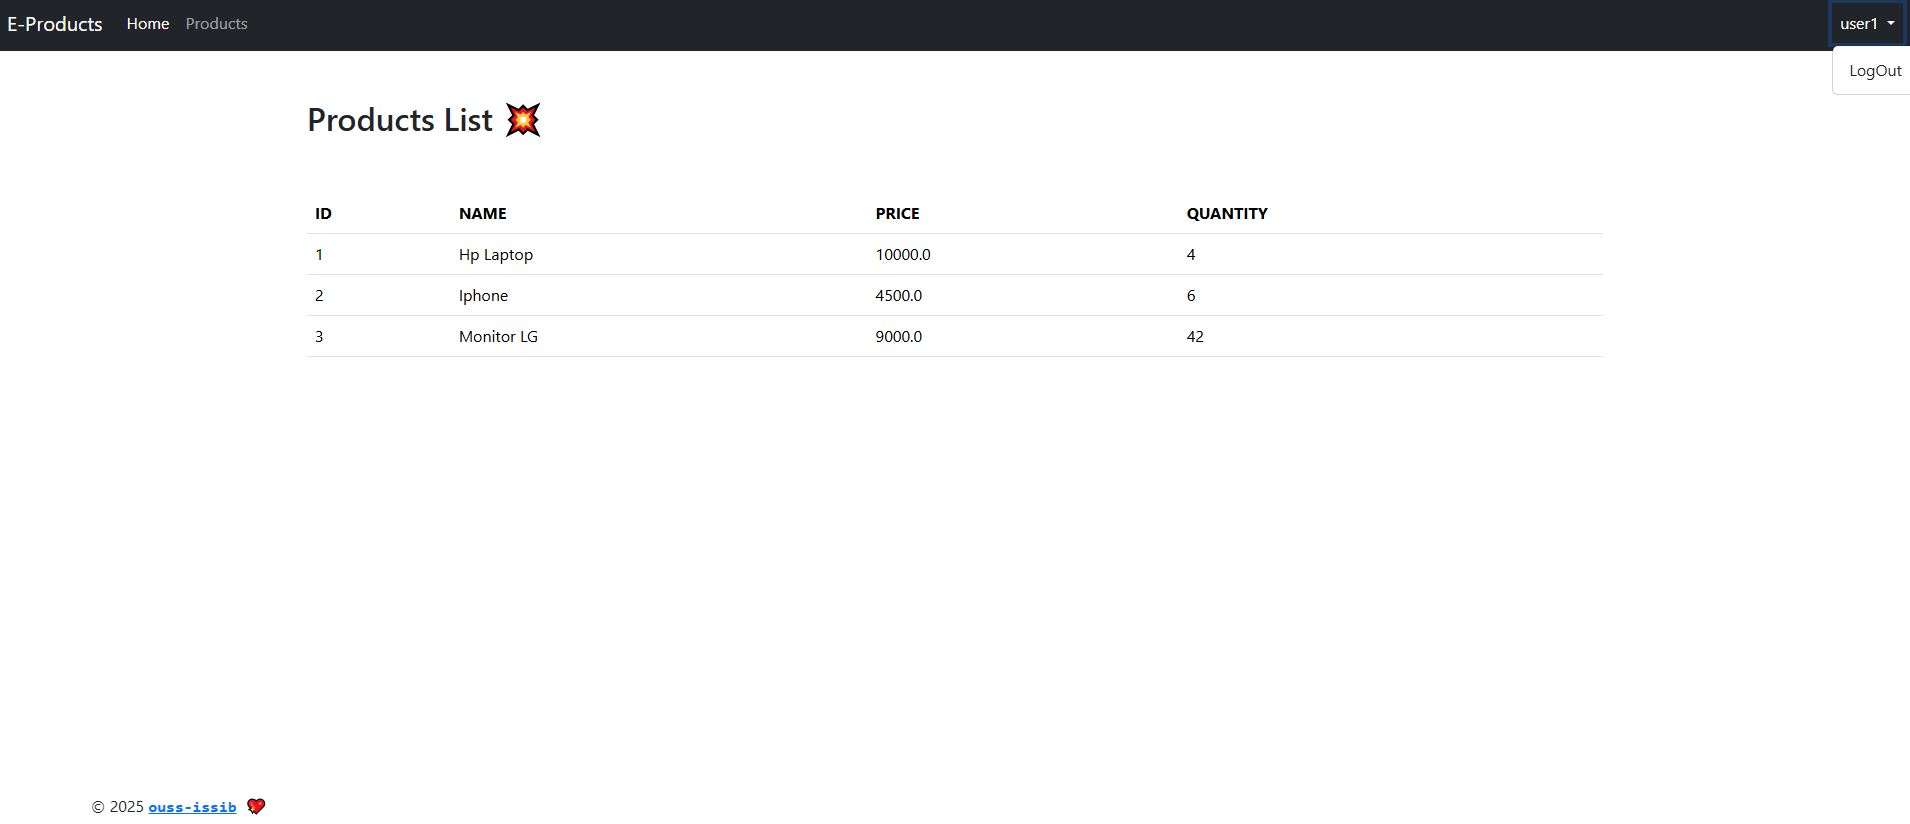 E-Products Home Products user1
LogOut
Products List 💥
ID NAME PRICE QUANTITY
1 Hp Laptop 10000.0 4
2 Iphone 4500.0 6
3 Monitor LG 9000.0 42
© 2025 ouss-issib 💖